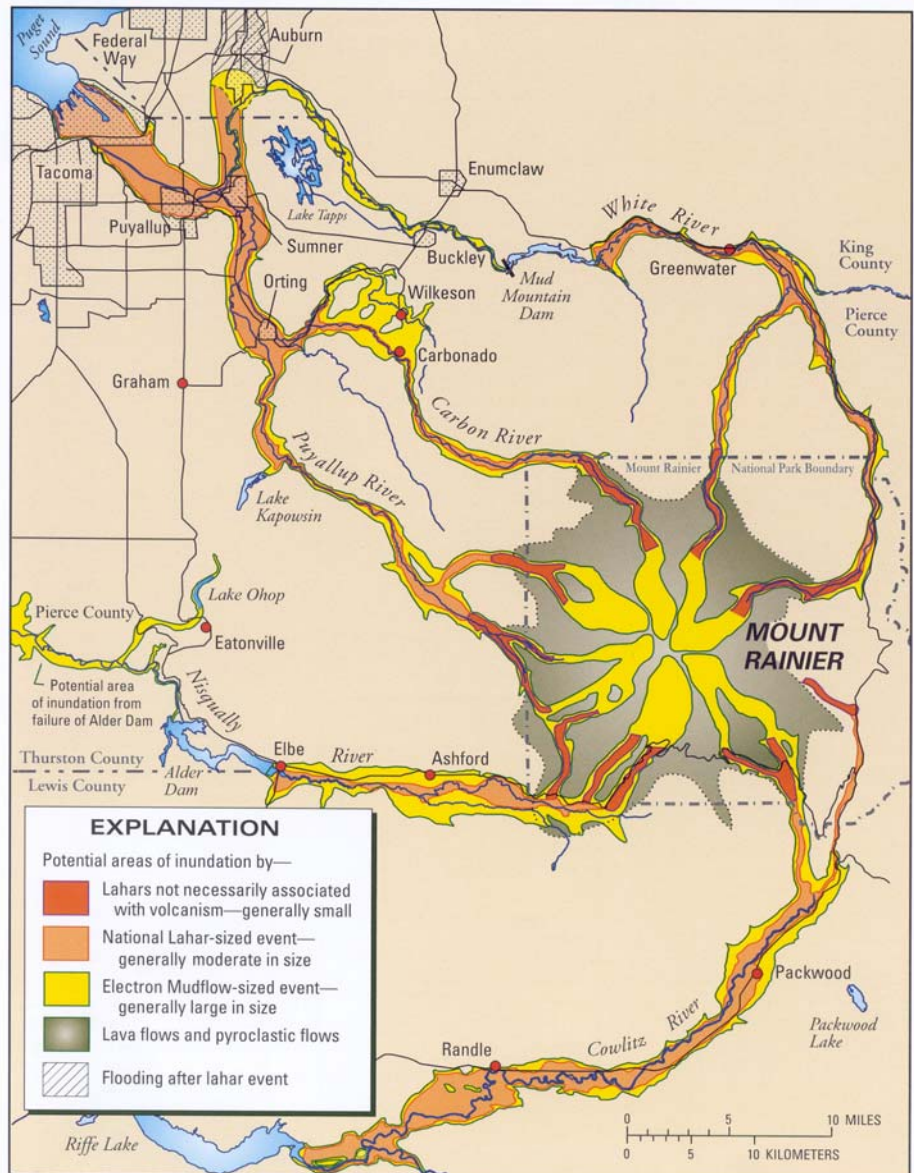 Puget
Sound
Federal
Way
Auburn
Tacoma
Enumclaw
Lake Tapps
White River
Puyallup
Sumner
Buckley
Greenwater
King
County
Mud
Mountain
Dam
Orting
Wilkeson
Pierce
County
Carbonado
Graham
Carbon River
Puyallup River
Mount Rainier
National Park Boundary
Lake
Kapowsin
Lake Ohop
Pierce County
Eatonville
MOUNT
RAINIER
Potential area
of inundation from
failure of Alder Dam
Nisqually
River
Elbe
Ashford
Thurston County
Lewis County
Alder
Dam
EXPLANATION
Potential areas of inundation by—
Lahars not necessarily associated
with volcanism—generally small
National Lahar-sized event—
generally moderate in size
Electron Mudflow-sized event—
generally large in size
Lava flows and pyroclastic flows
Flooding after lahar event
Packwood
Packwood
Lake
Randle
Cowlitz River
Riffe Lake
0 5 10 MILES
0 5 10 KILOMETERS